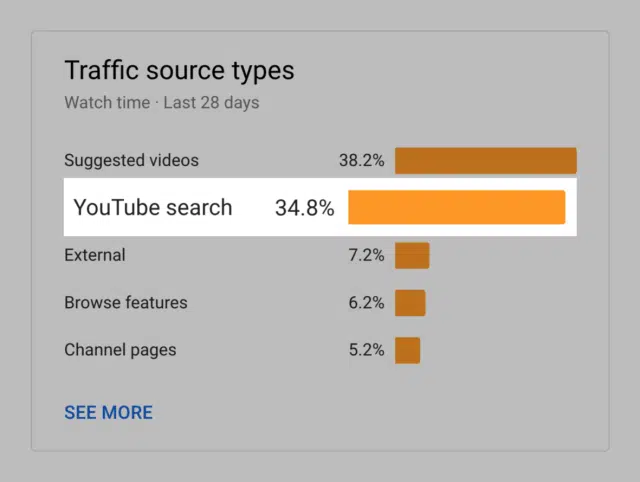 Traffic source types
Watch time · Last 28 days
Suggested videos 38.2%
YouTube search 34.8%
External 7.2%
Browse features 6.2%
Channel pages 5.2%
SEE MORE